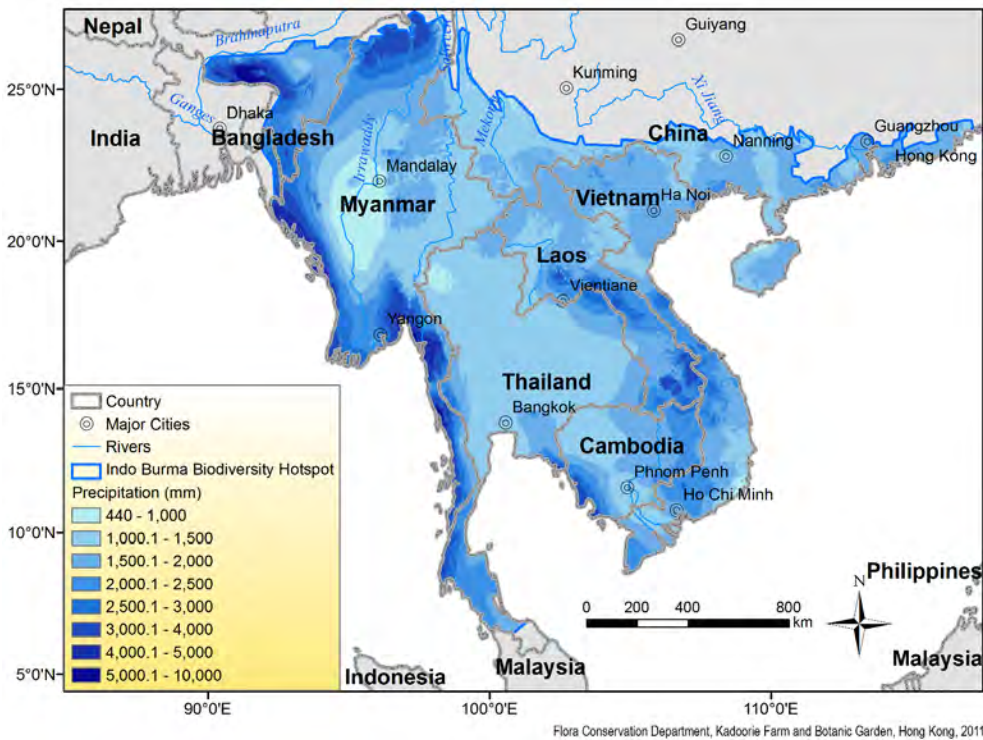 Nepal
Brahmaputra
Salween
Guiyang
Kunming
Xi Jiang
25°0'N
Ganges
Dhaka
Mekong
China
Guangzhou
India
Bangladesh
Irrawaddy
Nanning
Hong Kong
Mandalay
Myanmar
Vietnam
Ha Noi
20°0'N
Laos
Vientiane
Yangon
15°0'N
Thailand
Bangkok
Cambodia
Phnom Penh
Ho Chi Minh
Country
Major Cities
Rivers
Indo Burma Biodiversity Hotspot
Precipitation (mm)
440 - 1,000
1,000.1 - 1,500
1,500.1 - 2,000
2,000.1 - 2,500
2,500.1 - 3,000
3,000.1 - 4,000
4,000.1 - 5,000
5,000.1 - 10,000
10°0'N
Philippines
N
0 200 400 800
km
5°0'N
Indonesia
Malaysia
Malaysia
90°0'E
100°0'E
110°0'E
Flora Conservation Department, Kadoorie Farm and Botanic Garden, Hong Kong, 2011